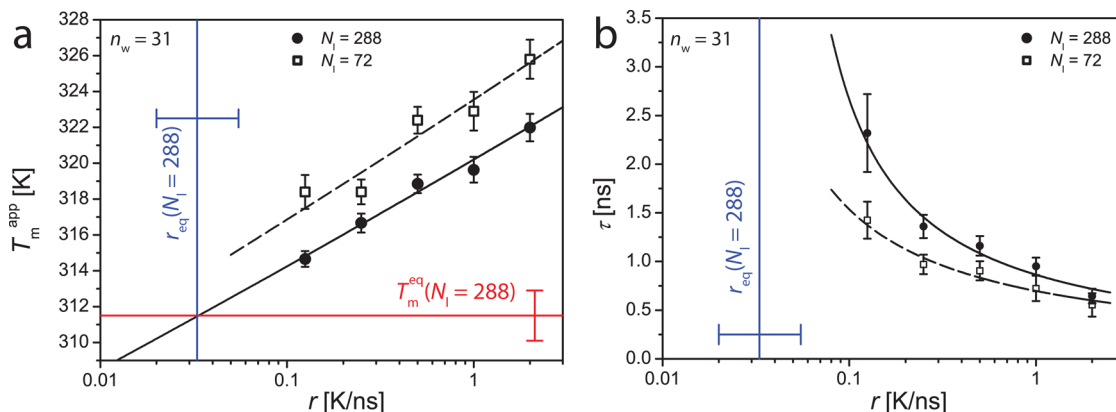 a
n_w = 31
N_l = 288
N_l = 72
328
326
324
322
320
318
316
314
312
310
T_m^app [K]
r_eq(N_l = 288)
T_m^eq(N_l = 288)
0.01
0.1
1
r [K/ns]
b
n_w = 31
N_l = 288
N_l = 72
3.5
3.0
2.5
2.0
1.5
1.0
0.5
0.0
τ [ns]
r_eq(N_l = 288)
0.01
0.1
1
r [K/ns]